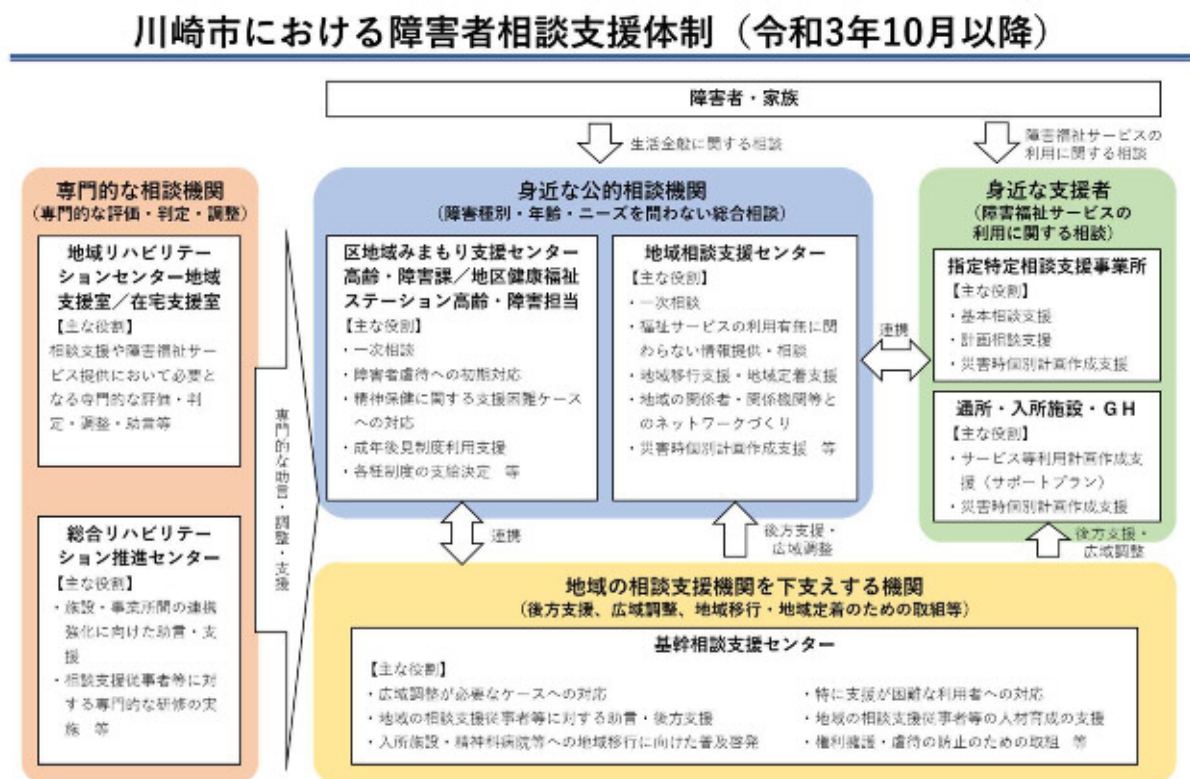 川崎市における障害者相談支援体制（令和3年10月以降）
障害者・家族
生活全般に関する相談
障害福祉サービスの
利用に関する相談
専門的な相談機関
（専門的な評価・判定・調整）
地域リハビリテー
ションセンター地域
支援室／在宅支援室
【主な役割】
相談支援や障害福祉サー
ビス提供において必要と
なる専門的な評価・判
定・調整・助言等
総合リハビリテー
ション推進センター
【主な役割】
・施設・事業所間の連携
強化に向けた助言・支
援
・相談支援従事者等に対
する専門的な研修の実
施　等
専門的な助言・調整・支援
身近な公的相談機関
（障害種別・年齢・ニーズを問わない総合相談）
区地域みまもり支援センター
高齢・障害課／地区健康福祉
ステーション高齢・障害担当
【主な役割】
・一次相談
・障害者虐待への初期対応
・精神保健に関する支援困難ケース
への対応
・成年後見制度利用支援
・各種制度の支給決定　等
地域相談支援センター
【主な役割】
・一次相談
・福祉サービスの利用有無に関
わらない情報提供・相談
・地域移行支援・地域定着支援
・地域の関係者・関係機関等と
のネットワークづくり
・災害時個別計画作成支援　等
連携
身近な支援者
（障害福祉サービスの
利用に関する相談）
指定特定相談支援事業所
【主な役割】
・基本相談支援
・計画相談支援
・災害時個別計画作成支援
通所・入所施設・ＧＨ
【主な役割】
・サービス等利用計画作成支
援（サポートプラン）
・災害時個別計画作成支援
連携
後方支援・
広域調整
後方支援・
広域調整
地域の相談支援機関を下支えする機関
（後方支援、広域調整、地域移行・地域定着のための取組等）
基幹相談支援センター
【主な役割】
・広域調整が必要なケースへの対応
・地域の相談支援従事者等に対する助言・後方支援
・入所施設・精神科病院等への地域移行に向けた普及啓発
・特に支援が困難な利用者への対応
・地域の相談支援従事者等の人材育成の支援
・権利擁護・虐待の防止のための取組　等